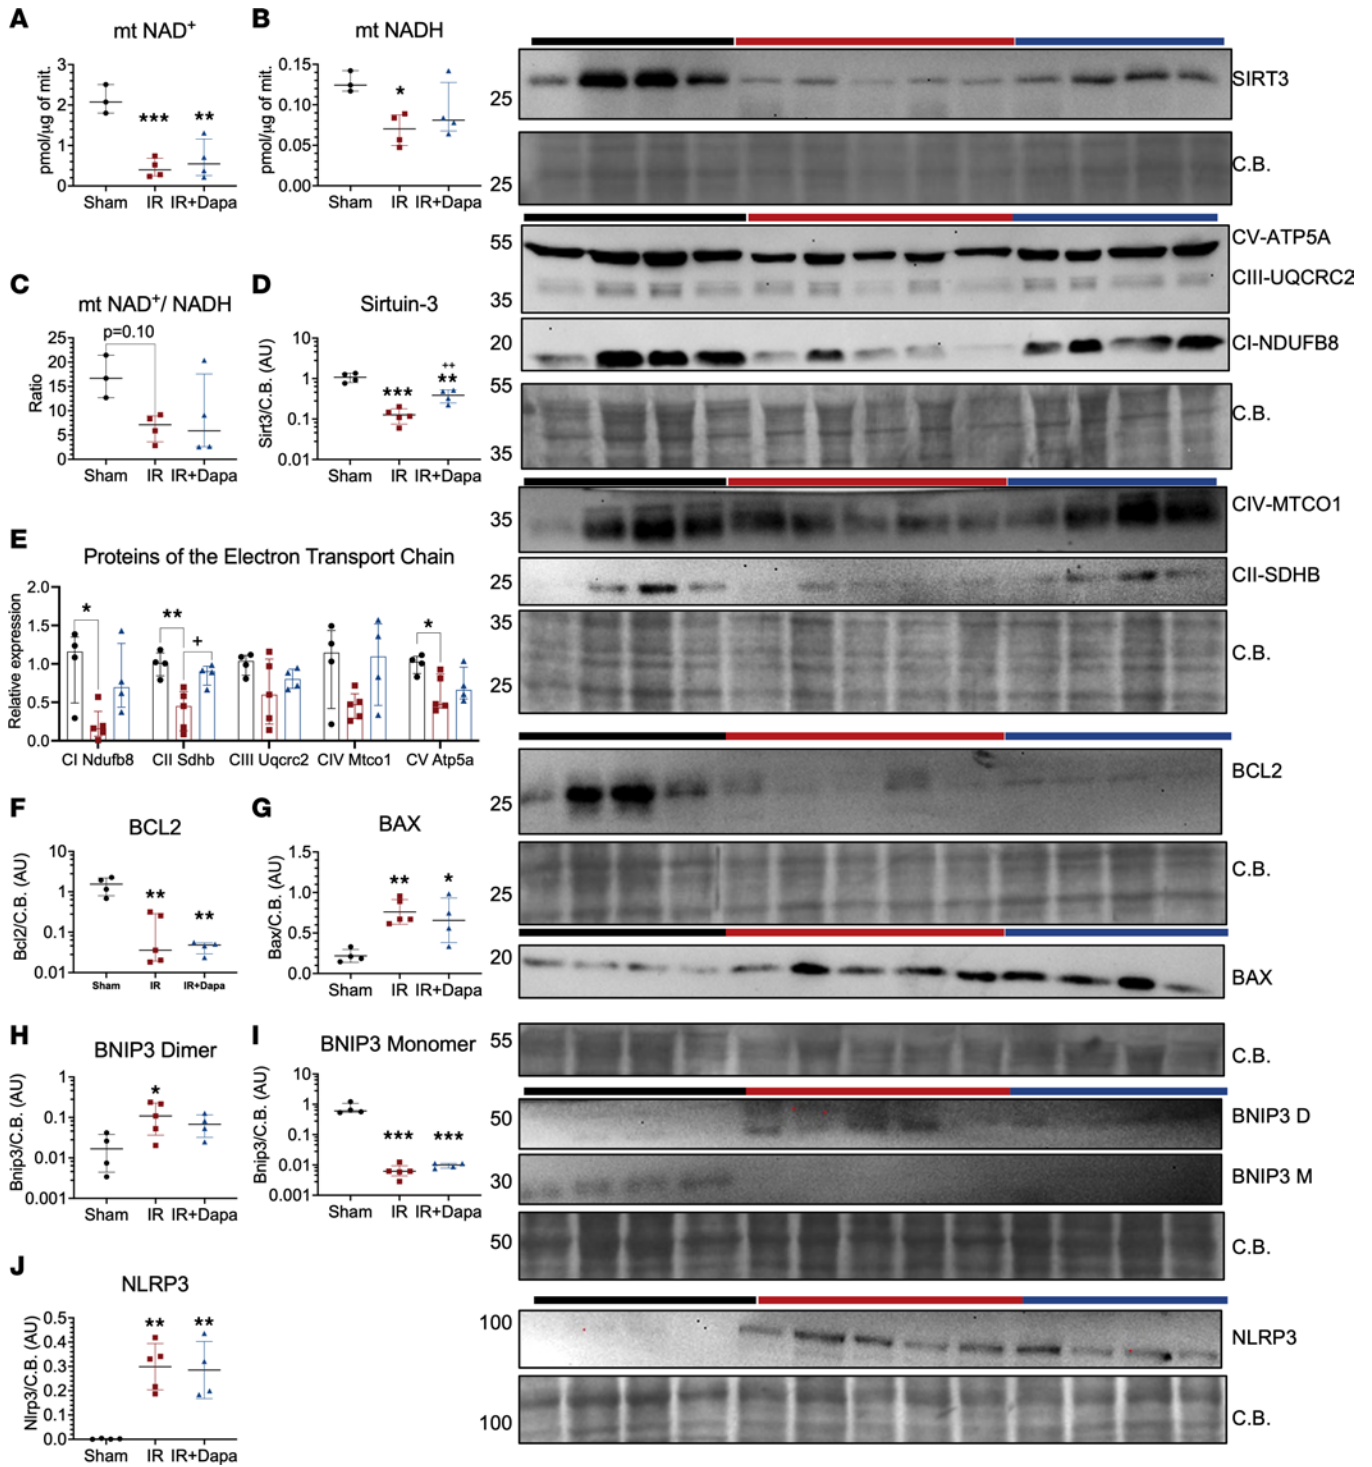 A
mt NAD+
pmol/μg of mit.
3
2
1
0
***
**
Sham IR IR+Dapa
B
mt NADH
pmol/μg of mit.
0.15
0.10
0.05
0.00
*
Sham IR IR+Dapa
C
mt NAD+/ NADH
p=0.10
Ratio
25
20
15
10
5
0
Sham IR IR+Dapa
D
Sirtuin-3
Sirt3/C.B. (AU)
10
1
0.1
0.01
***
++
**
Sham IR IR+Dapa
E
Proteins of the Electron Transport Chain
Relative expression
2.0
1.5
1.0
0.5
0.0
*
**
+
*
CI Ndufb8 CII Sdhb CIII Uqcrc2 CIV Mtco1 CV Atp5a
F
BCL2
Bcl2/C.B. (AU)
10
1
0.1
0.01
**
**
Sham IR IR+Dapa
G
BAX
Bax/C.B. (AU)
1.5
1.0
0.5
0.0
**
*
Sham IR IR+Dapa
H
BNIP3 Dimer
Bnip3/C.B. (AU)
1
0.1
0.01
0.001
*
Sham IR IR+Dapa
I
BNIP3 Monomer
Bnip3/C.B. (AU)
10
1
0.1
0.01
0.001
***
***
Sham IR IR+Dapa
J
NLRP3
Nlrp3/C.B. (AU)
0.5
0.4
0.3
0.2
0.1
0.0
**
**
Sham IR IR+Dapa
25
SIRT3
C.B.
25
55
CV-ATP5A
CIII-UQCRC2
35
20
CI-NDUFB8
55
C.B.
35
CIV-MTCO1
35
CII-SDHB
25
35
C.B.
25
BCL2
25
C.B.
25
20
BAX
55
C.B.
50
BNIP3 D
30
BNIP3 M
50
C.B.
100
NLRP3
100
C.B.